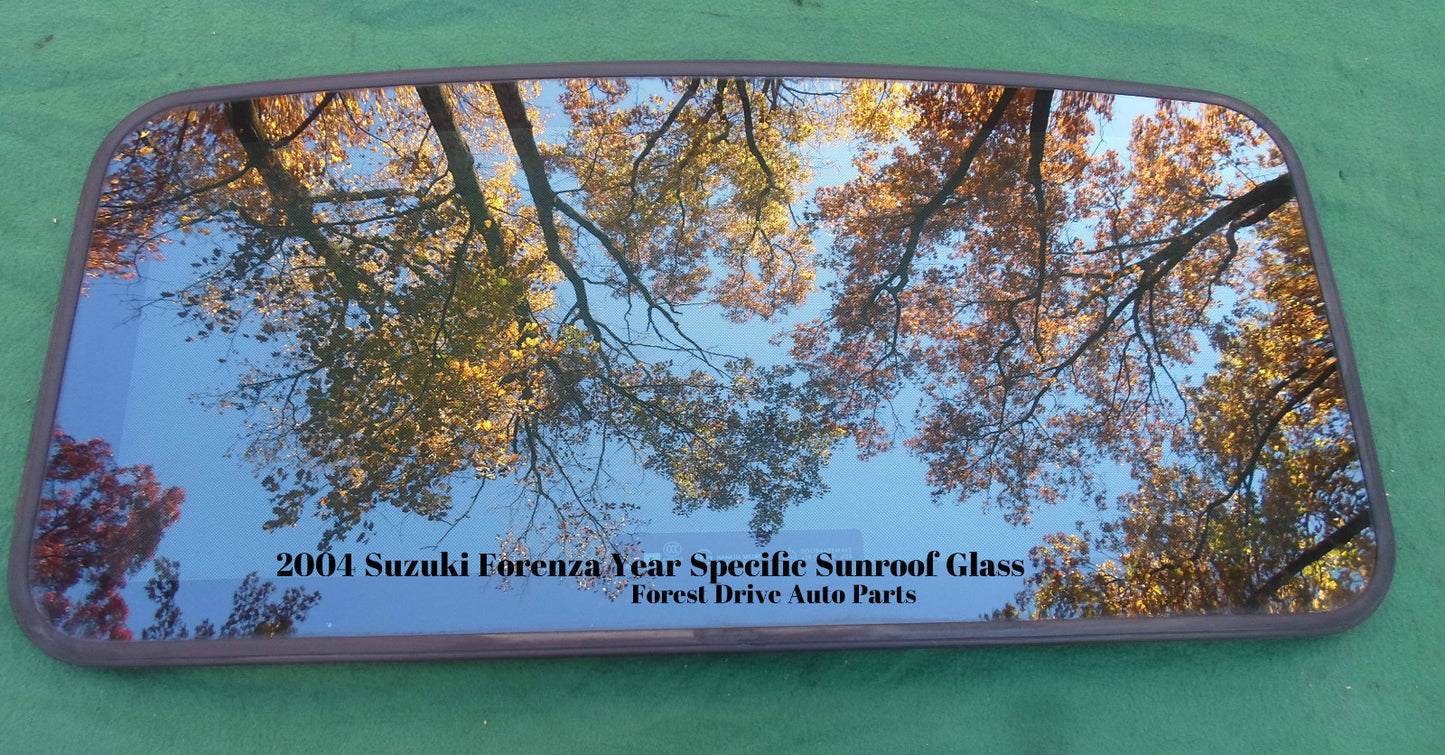 2004 Suzuki Forenza Year Specific Sunroof Glass
Forest Drive Auto Parts